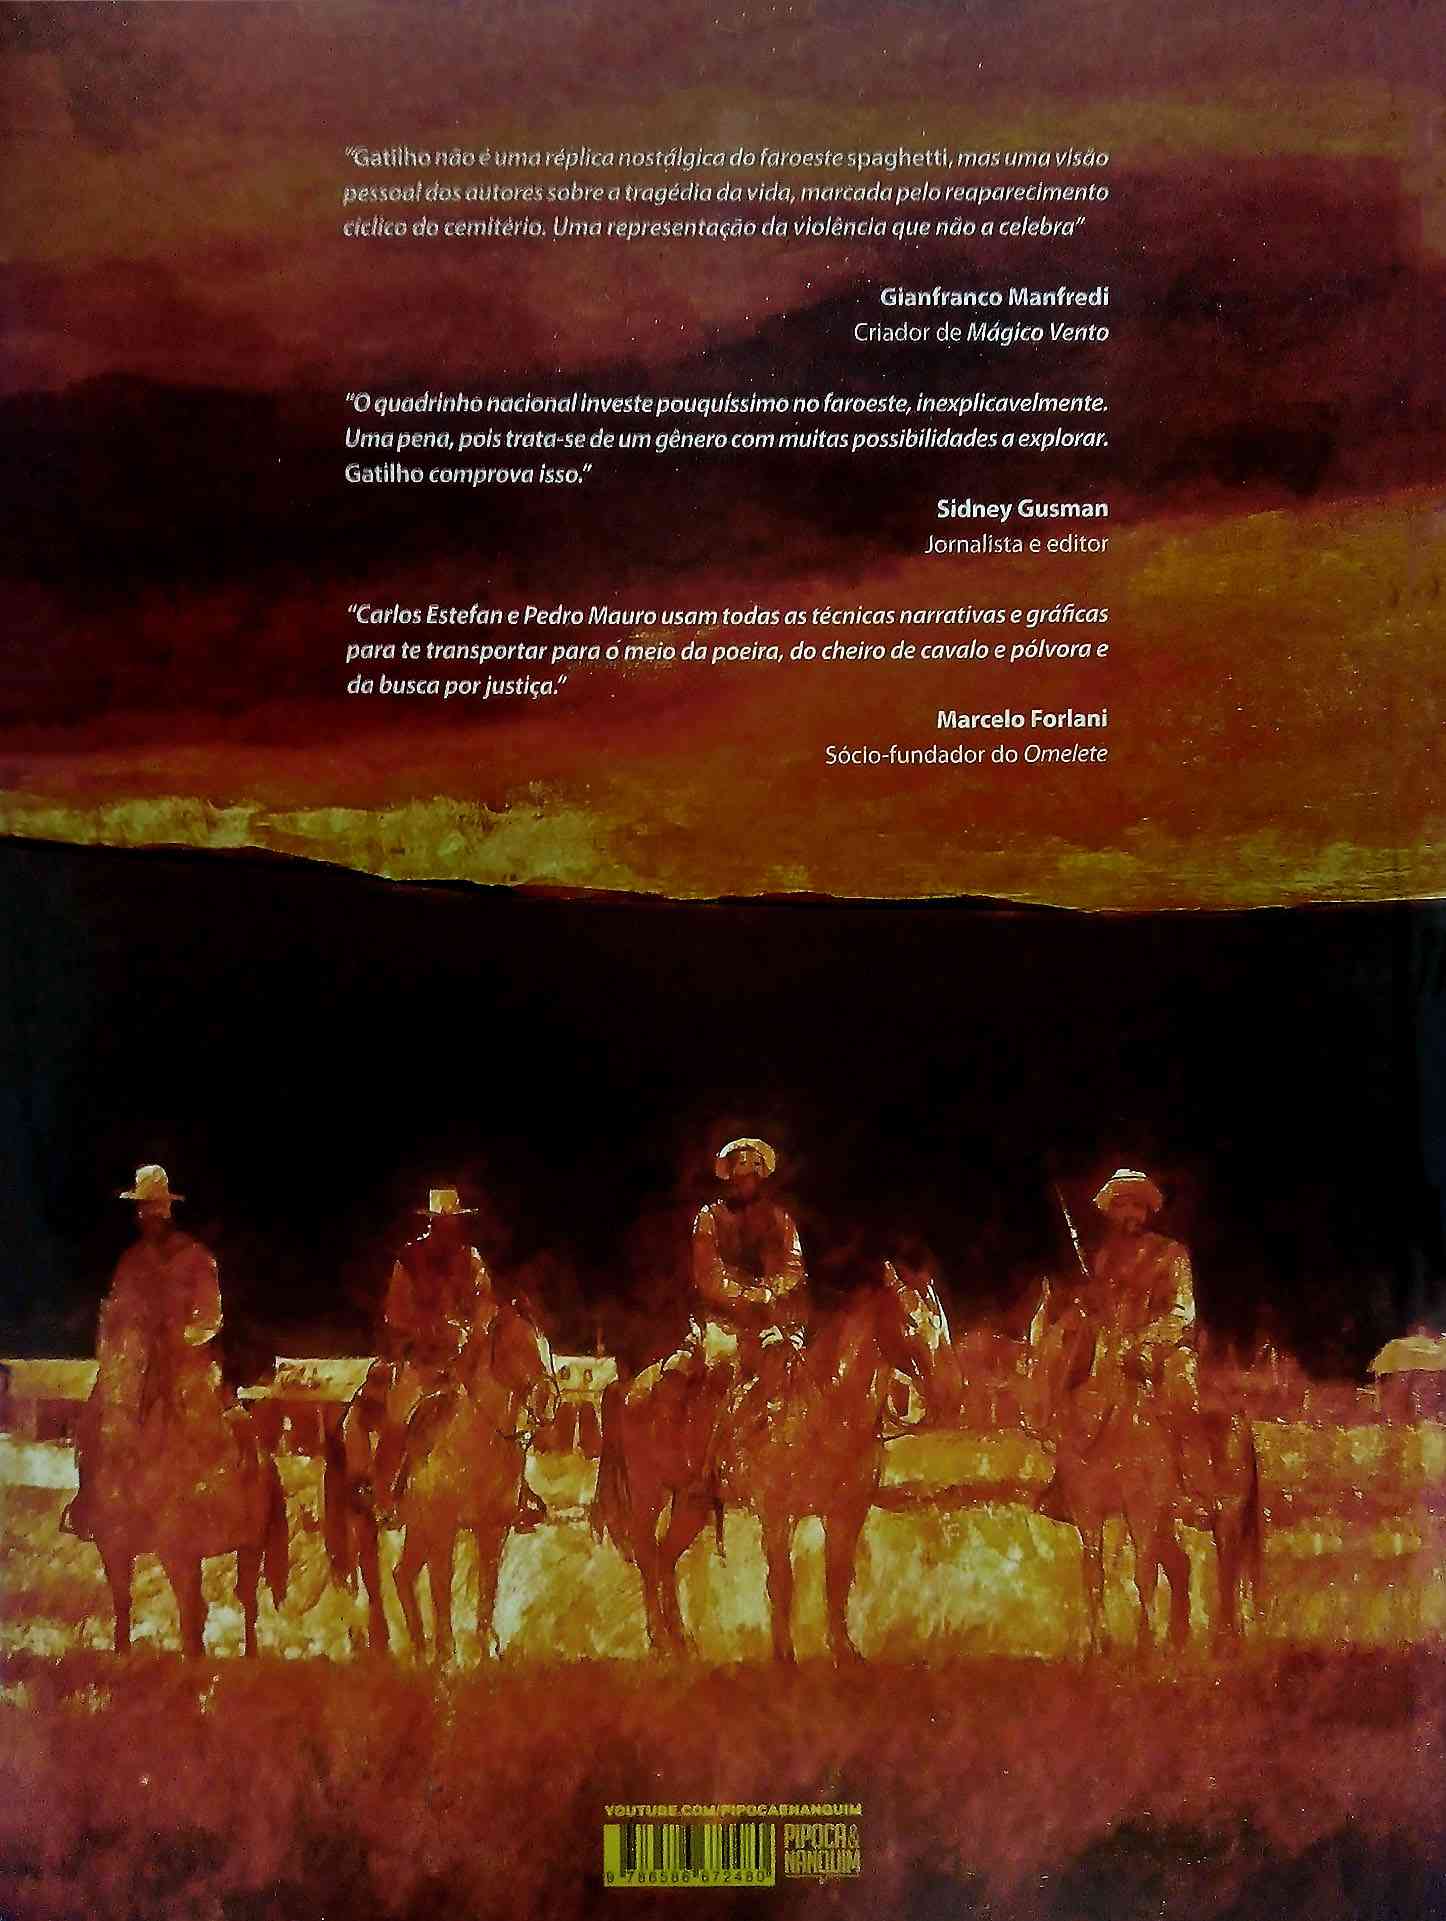 “Gatilho não é uma réplica nostálgica do faroeste spaghetti, mas uma visão
pessoal dos autores sobre a tragédia da vida, marcada pelo reaparecimento
cíclico do cemitério. Uma representação da violência que não a celebra”
Gianfranco Manfredi
Criador de Mágico Vento
“O quadrinho nacional investe pouquíssimo no faroeste, inexplicavelmente.
Uma pena, pois trata-se de um gênero com muitas possibilidades a explorar.
Gatilho comprova isso.”
Sidney Gusman
Jornalista e editor
“Carlos Estefan e Pedro Mauro usam todas as técnicas narrativas e gráficas
para te transportar para o meio da poeira, do cheiro de cavalo e pólvora e
da busca por justiça.”
Marcelo Forlani
Sócio-fundador do Omelete
YOUTUBE.COM/PIPOCAENANQUIM
PIPOCA&
NANQUIM
9 786586 672480